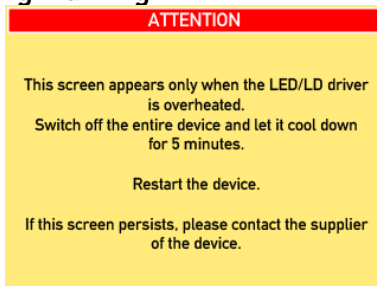 ATTENTION
This screen appears only when the LED/LD driver
is overheated.
Switch off the entire device and let it cool down
for 5 minutes.
Restart the device.
If this screen persists, please contact the supplier
of the device.